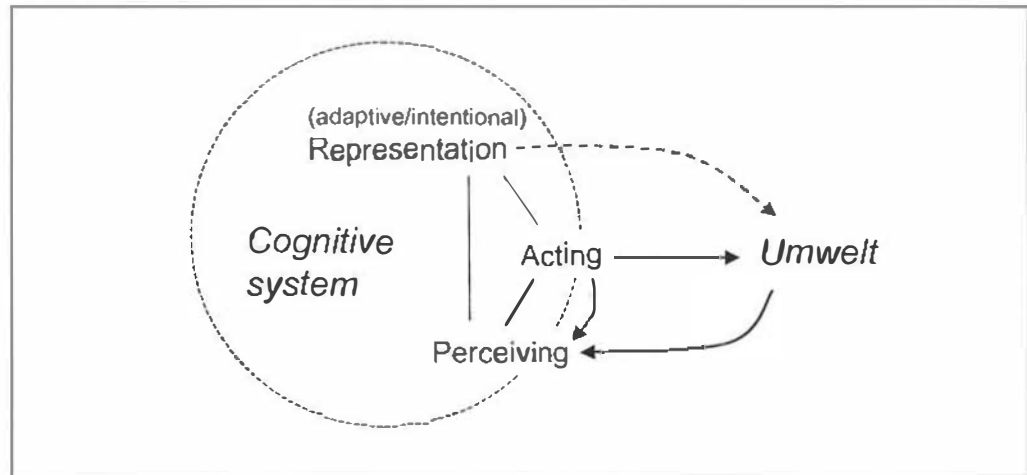 (adaptive/intentional)
Representation
Cognitive
system
Acting
Umwelt
Perceiving